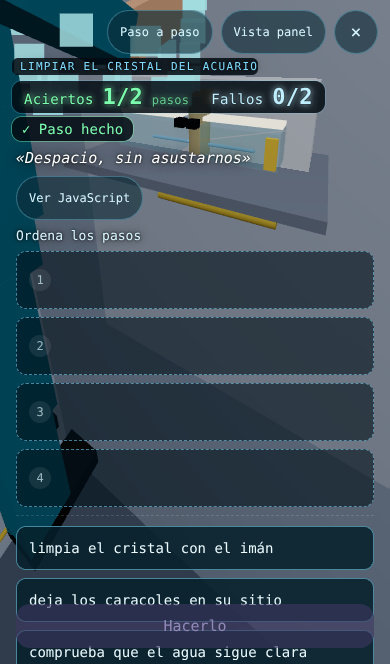 Paso a paso
Vista panel
×
LIMPIAR EL CRISTAL DEL ACUARIO
Aciertos 1/2 pasos Fallos 0/2
✓ Paso hecho
«Despacio, sin asustarnos»
Ver JavaScript
Ordena los pasos
1
2
3
4
limpia el cristal con el imán
deja los caracoles en su sitio
Hacerlo
comprueba que el agua sigue clara